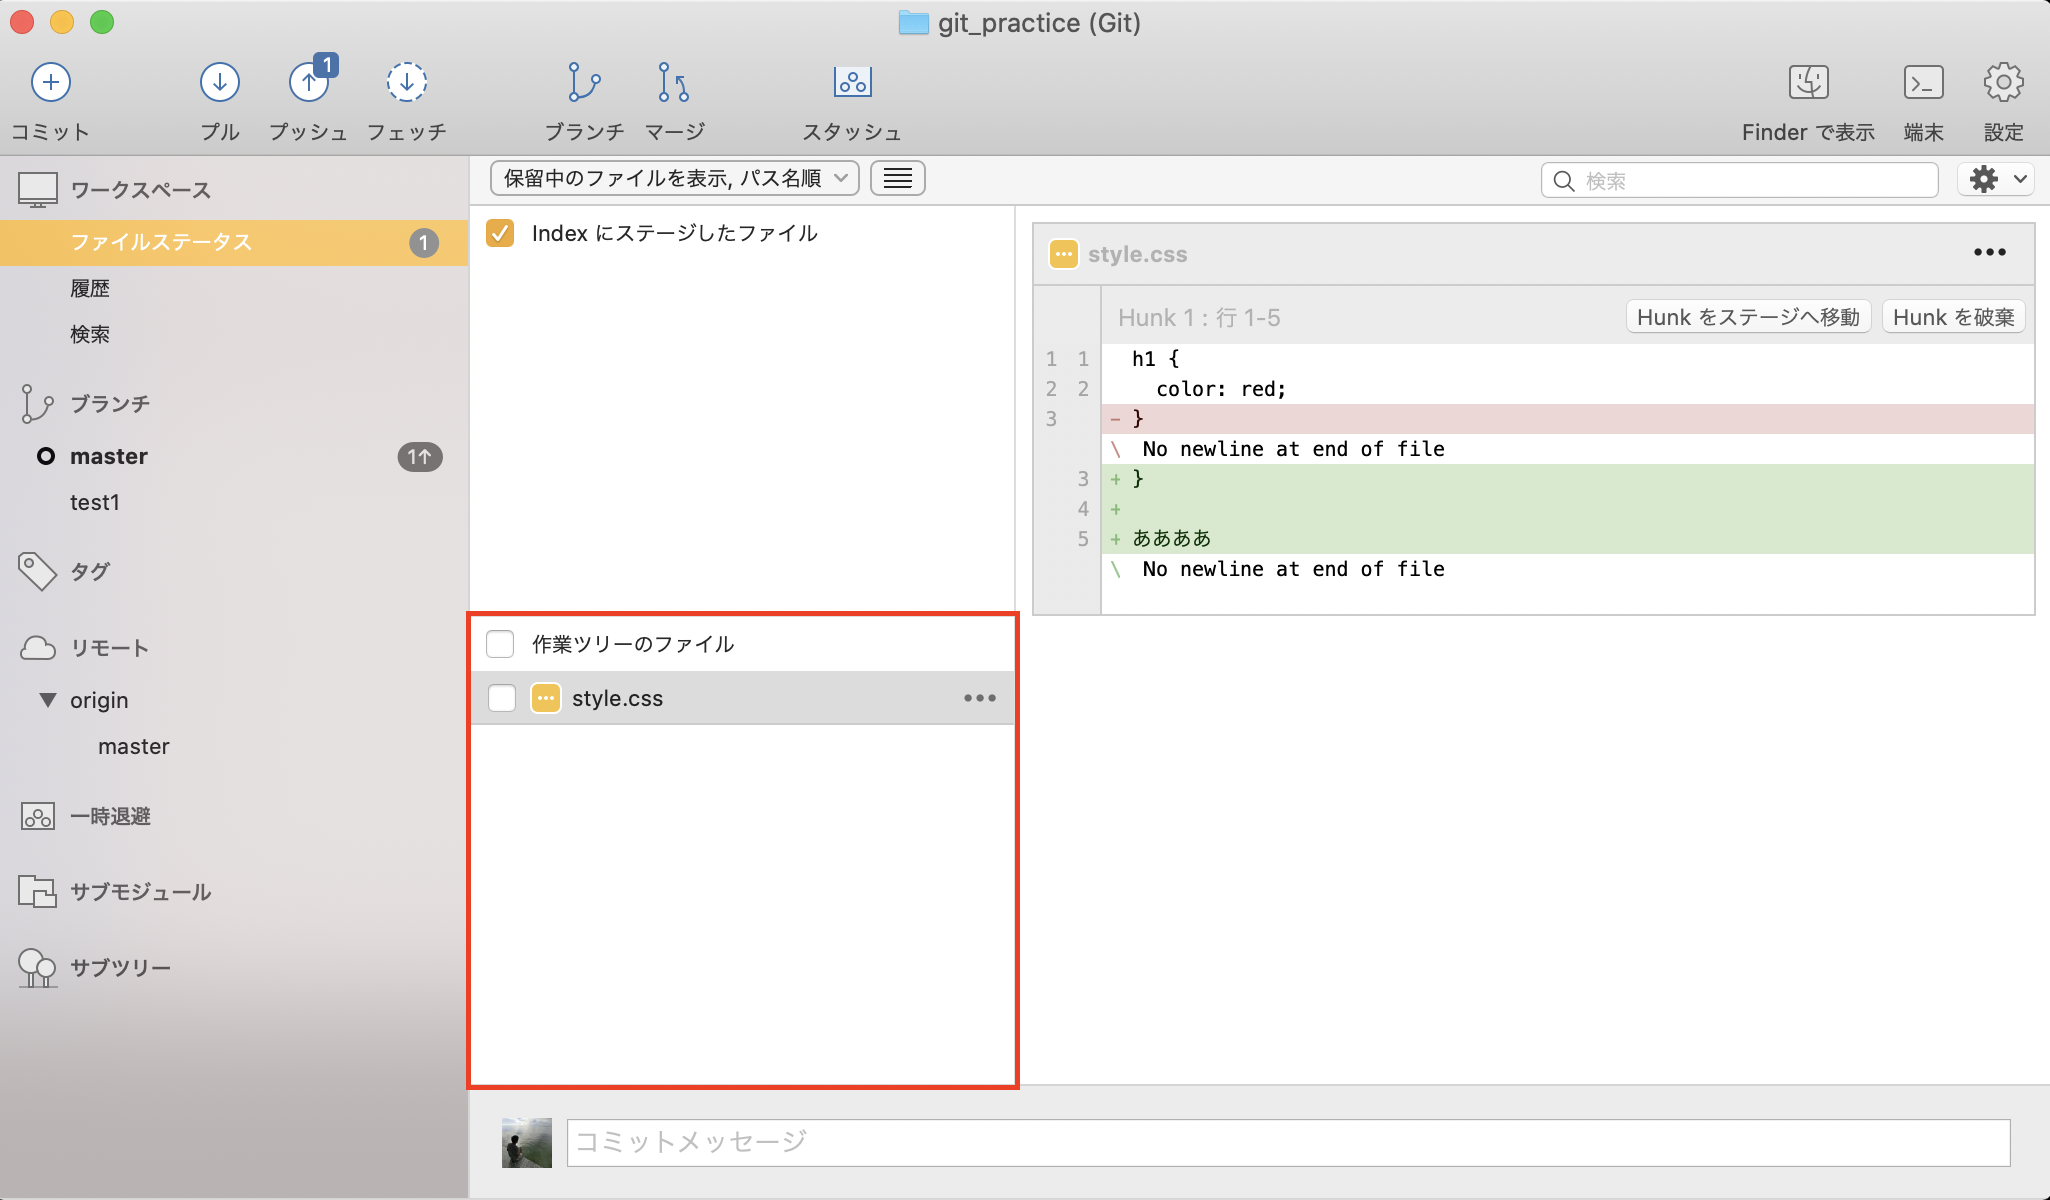 git_practice (Git)
1
コミット プル プッシュ フェッチ ブランチ マージ スタッシュ Finder で表示 端末 設定
ワークスペース
ファイルステータス 1
履歴
検索
ブランチ
master 1↑
test1
タグ
リモート
origin
master
一時退避
サブモジュール
サブツリー
保留中のファイルを表示, パス名順
検索
Index にステージしたファイル
作業ツリーのファイル
style.css
style.css
Hunk 1 : 行 1-5 Hunk をステージへ移動 Hunk を破棄
1 1 h1 {
2 2 color: red;
3 - }
\ No newline at end of file
3 + }
4 +
5 + ああああ
\ No newline at end of file
コミットメッセージ